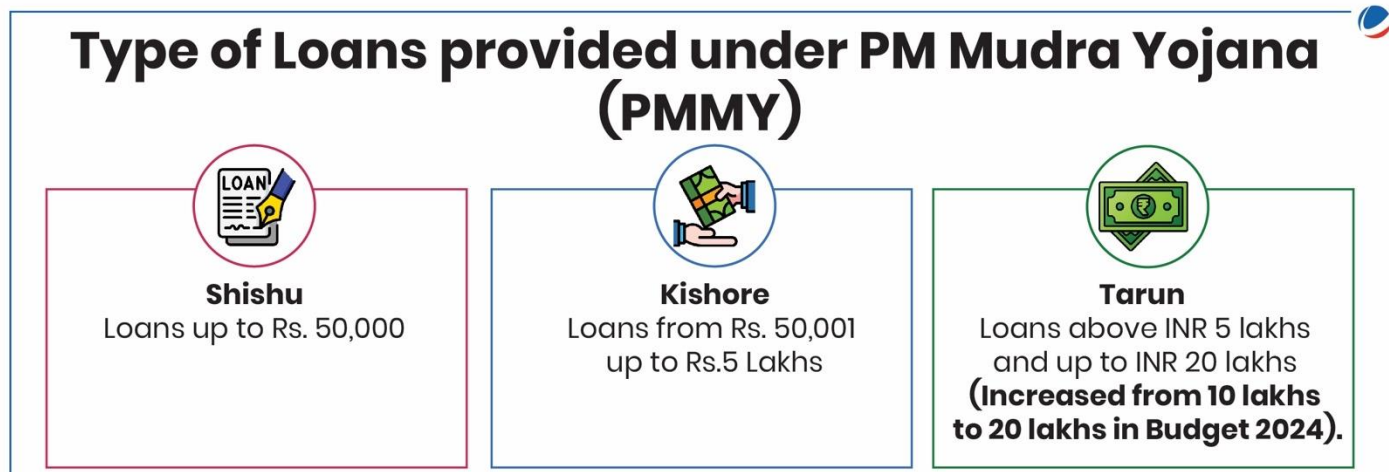 Type of Loans provided under PM Mudra Yojana
(PMMY)
LOAN
Shishu
Loans up to Rs. 50,000
Kishore
Loans from Rs. 50,001
up to Rs.5 Lakhs
₹
Tarun
Loans above INR 5 lakhs
and up to INR 20 lakhs
(Increased from 10 lakhs
to 20 lakhs in Budget 2024).